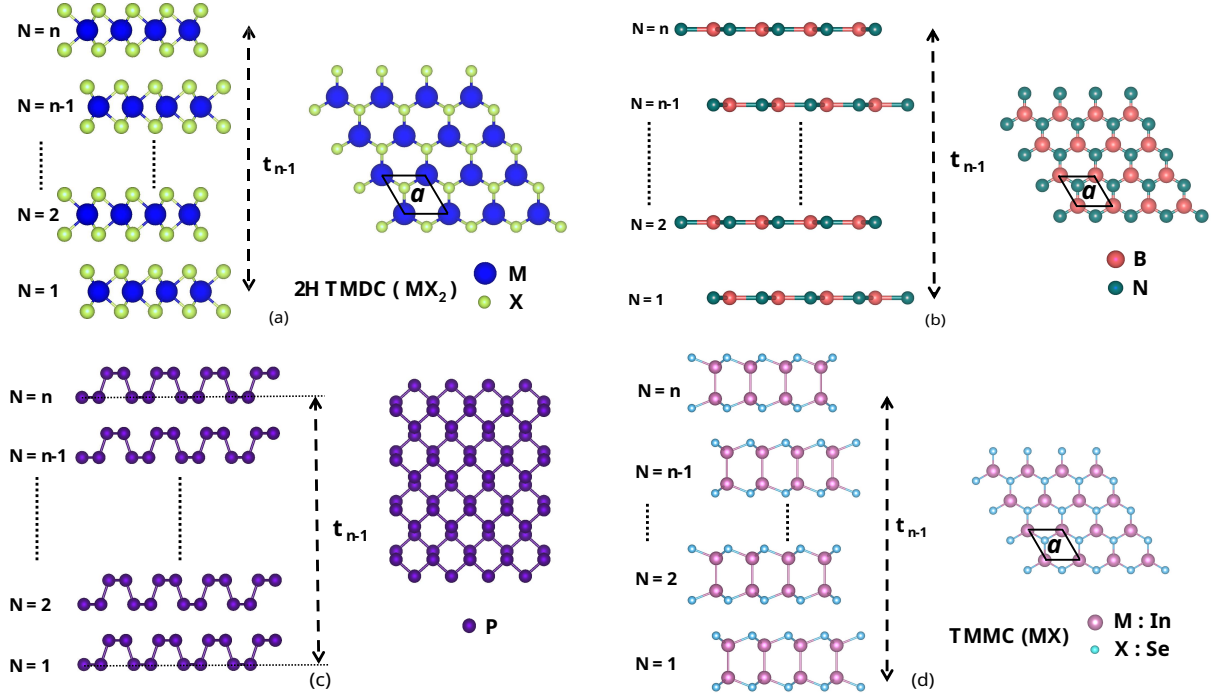 N = n
N = n-1
t n-1
N = 2
N = 1
a
2H TMDC ( MX2 )
M
X
(a)
N = n
N = n-1
t n-1
N = 2
N = 1
a
B
N
(b)
N = n
N = n-1
t n-1
N = 2
N = 1
P
(c)
N = n
N = n-1
t n-1
N = 2
N = 1
a
TMMC (MX)
M : In
X : Se
(d)